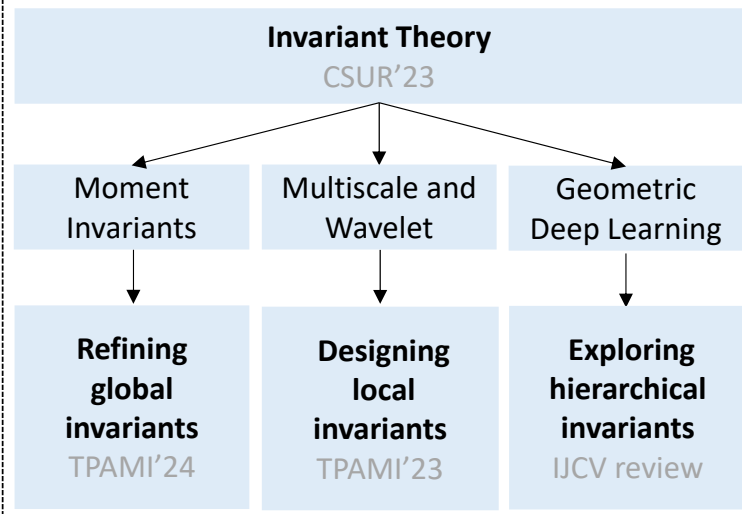 Invariant Theory
CSUR’23
Moment
Invariants
Multiscale and
Wavelet
Geometric
Deep Learning
Refining
global
invariants
TPAMI’24
Designing
local
invariants
TPAMI’23
Exploring
hierarchical
invariants
IJCV review